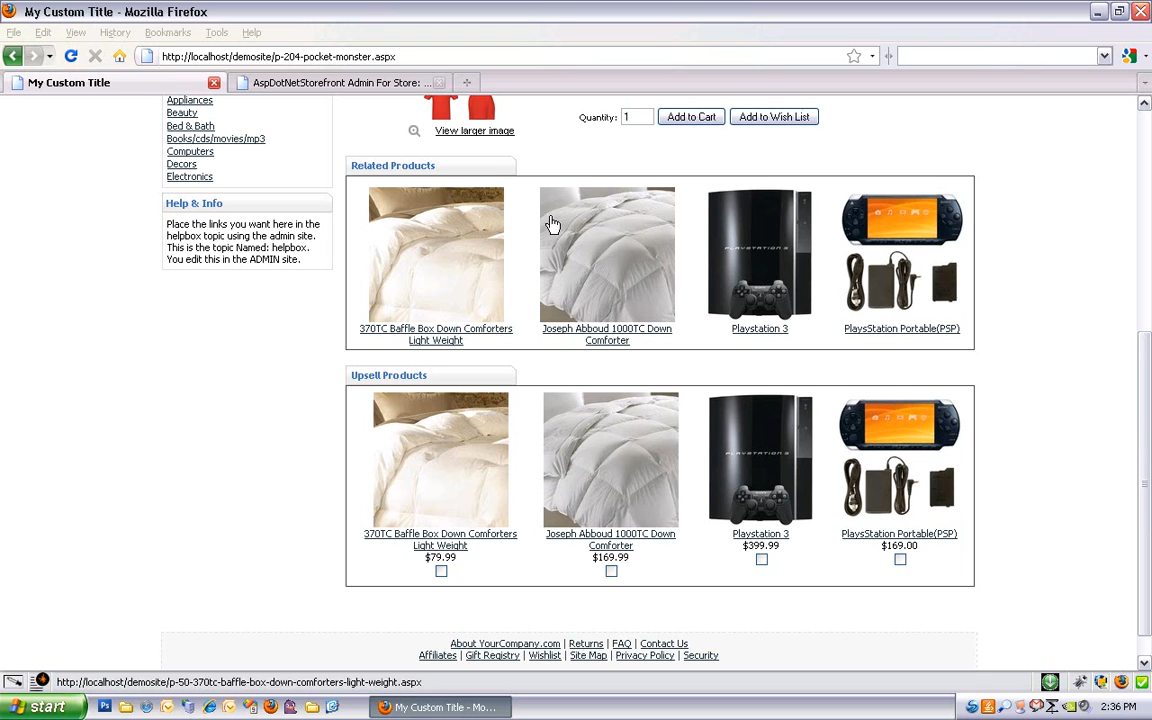 My Custom Title - Mozilla Firefox
File Edit View History Bookmarks Tools Help
http://localhost/demosite/p-204-pocket-monster.aspx
My Custom Title
AspDotNetStorefront Admin For Store: ...
Appliances
Beauty
Bed & Bath
Books/cds/movies/mp3
Computers
Decors
Electronics
Help & Info
Place the links you want here in the
helpbox topic using the admin site.
This is the topic Named: helpbox.
You edit this in the ADMIN site.
View larger image
Quantity: 1 Add to Cart Add to Wish List
Related Products
370TC Baffle Box Down Comforters
Light Weight
Joseph Abboud 1000TC Down
Comforter
Playstation 3
PlaysStation Portable(PSP)
Upsell Products
370TC Baffle Box Down Comforters
Light Weight
$79.99
Joseph Abboud 1000TC Down
Comforter
$169.99
Playstation 3
$399.99
PlaysStation Portable(PSP)
$169.00
About YourCompany.com | Returns | FAQ | Contact Us
Affiliates | Gift Registry | Wishlist | Site Map | Privacy Policy | Security
http://localhost/demosite/p-50-370tc-baffle-box-down-comforters-light-weight.aspx
start
My Custom Title - Mo...
2:36 PM